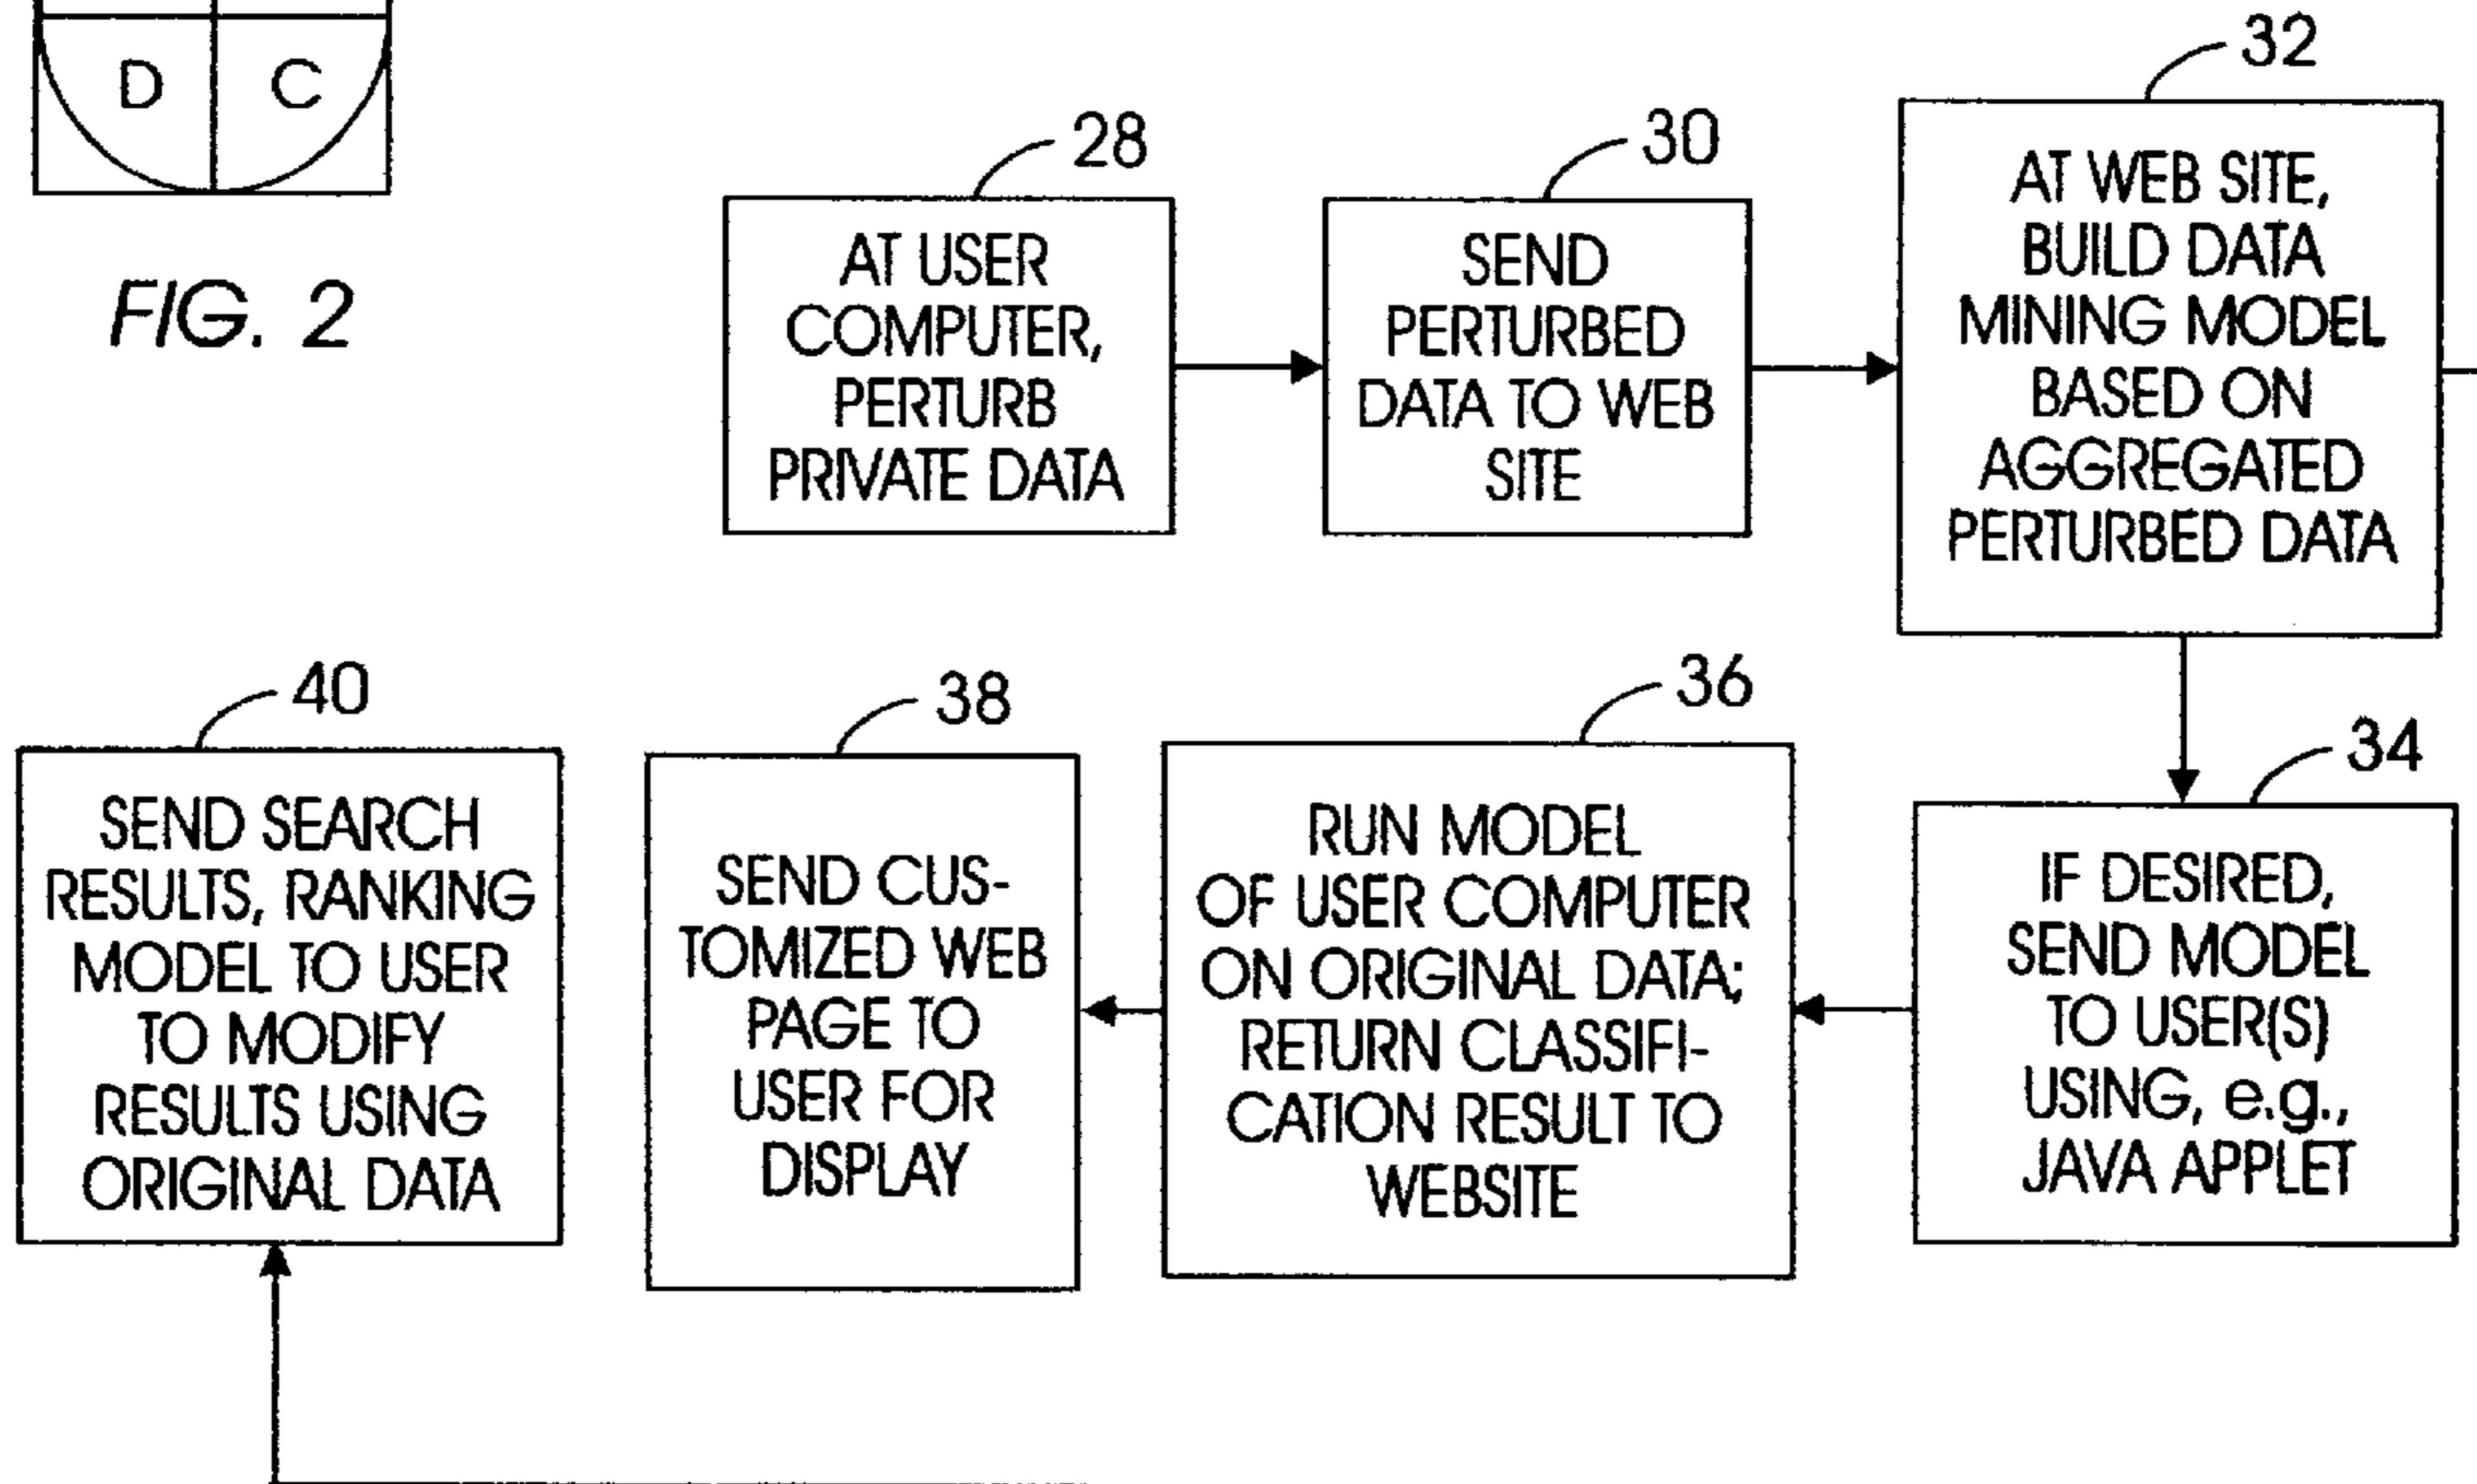 D C
FIG. 2
28
AT USER
COMPUTER,
PERTURB
PRIVATE DATA
30
SEND
PERTURBED
DATA TO WEB
SITE
32
AT WEB SITE,
BUILD DATA
MINING MODEL
BASED ON
AGGREGATED
PERTURBED DATA
34
IF DESIRED,
SEND MODEL
TO USER(S)
USING, e.g.,
JAVA APPLET
36
RUN MODEL
OF USER COMPUTER
ON ORIGINAL DATA;
RETURN CLASSIFI-
CATION RESULT TO
WEBSITE
38
SEND CUS-
TOMIZED WEB
PAGE TO
USER FOR
DISPLAY
40
SEND SEARCH
RESULTS, RANKING
MODEL TO USER
TO MODIFY
RESULTS USING
ORIGINAL DATA